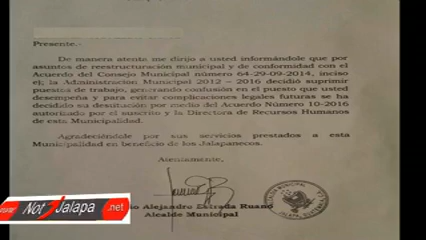 Presente.-
De manera atenta me dirijo a usted informándole que por
asuntos de reestructuración municipal y de conformidad con el
Acuerdo del Consejo Municipal número 64-29-09-2014, inciso
e); la Administración Municipal 2012 – 2016 decidió suprimir
puestos de trabajo, generando confusión en el puesto que usted
desempeña y para evitar complicaciones legales futuras se ha
decidido su destitución por medio del Acuerdo Número 10-2016
autorizado por el suscrito y la Directora de Recursos Humanos
de esta Municipalidad.
Agradeciéndole por sus servicios prestados a esta
Municipalidad en beneficio de los Jalapanecos.
Atentamente,
Alejandro Estrada Ruano
Alcalde Municipal
Not Jalapa
.net